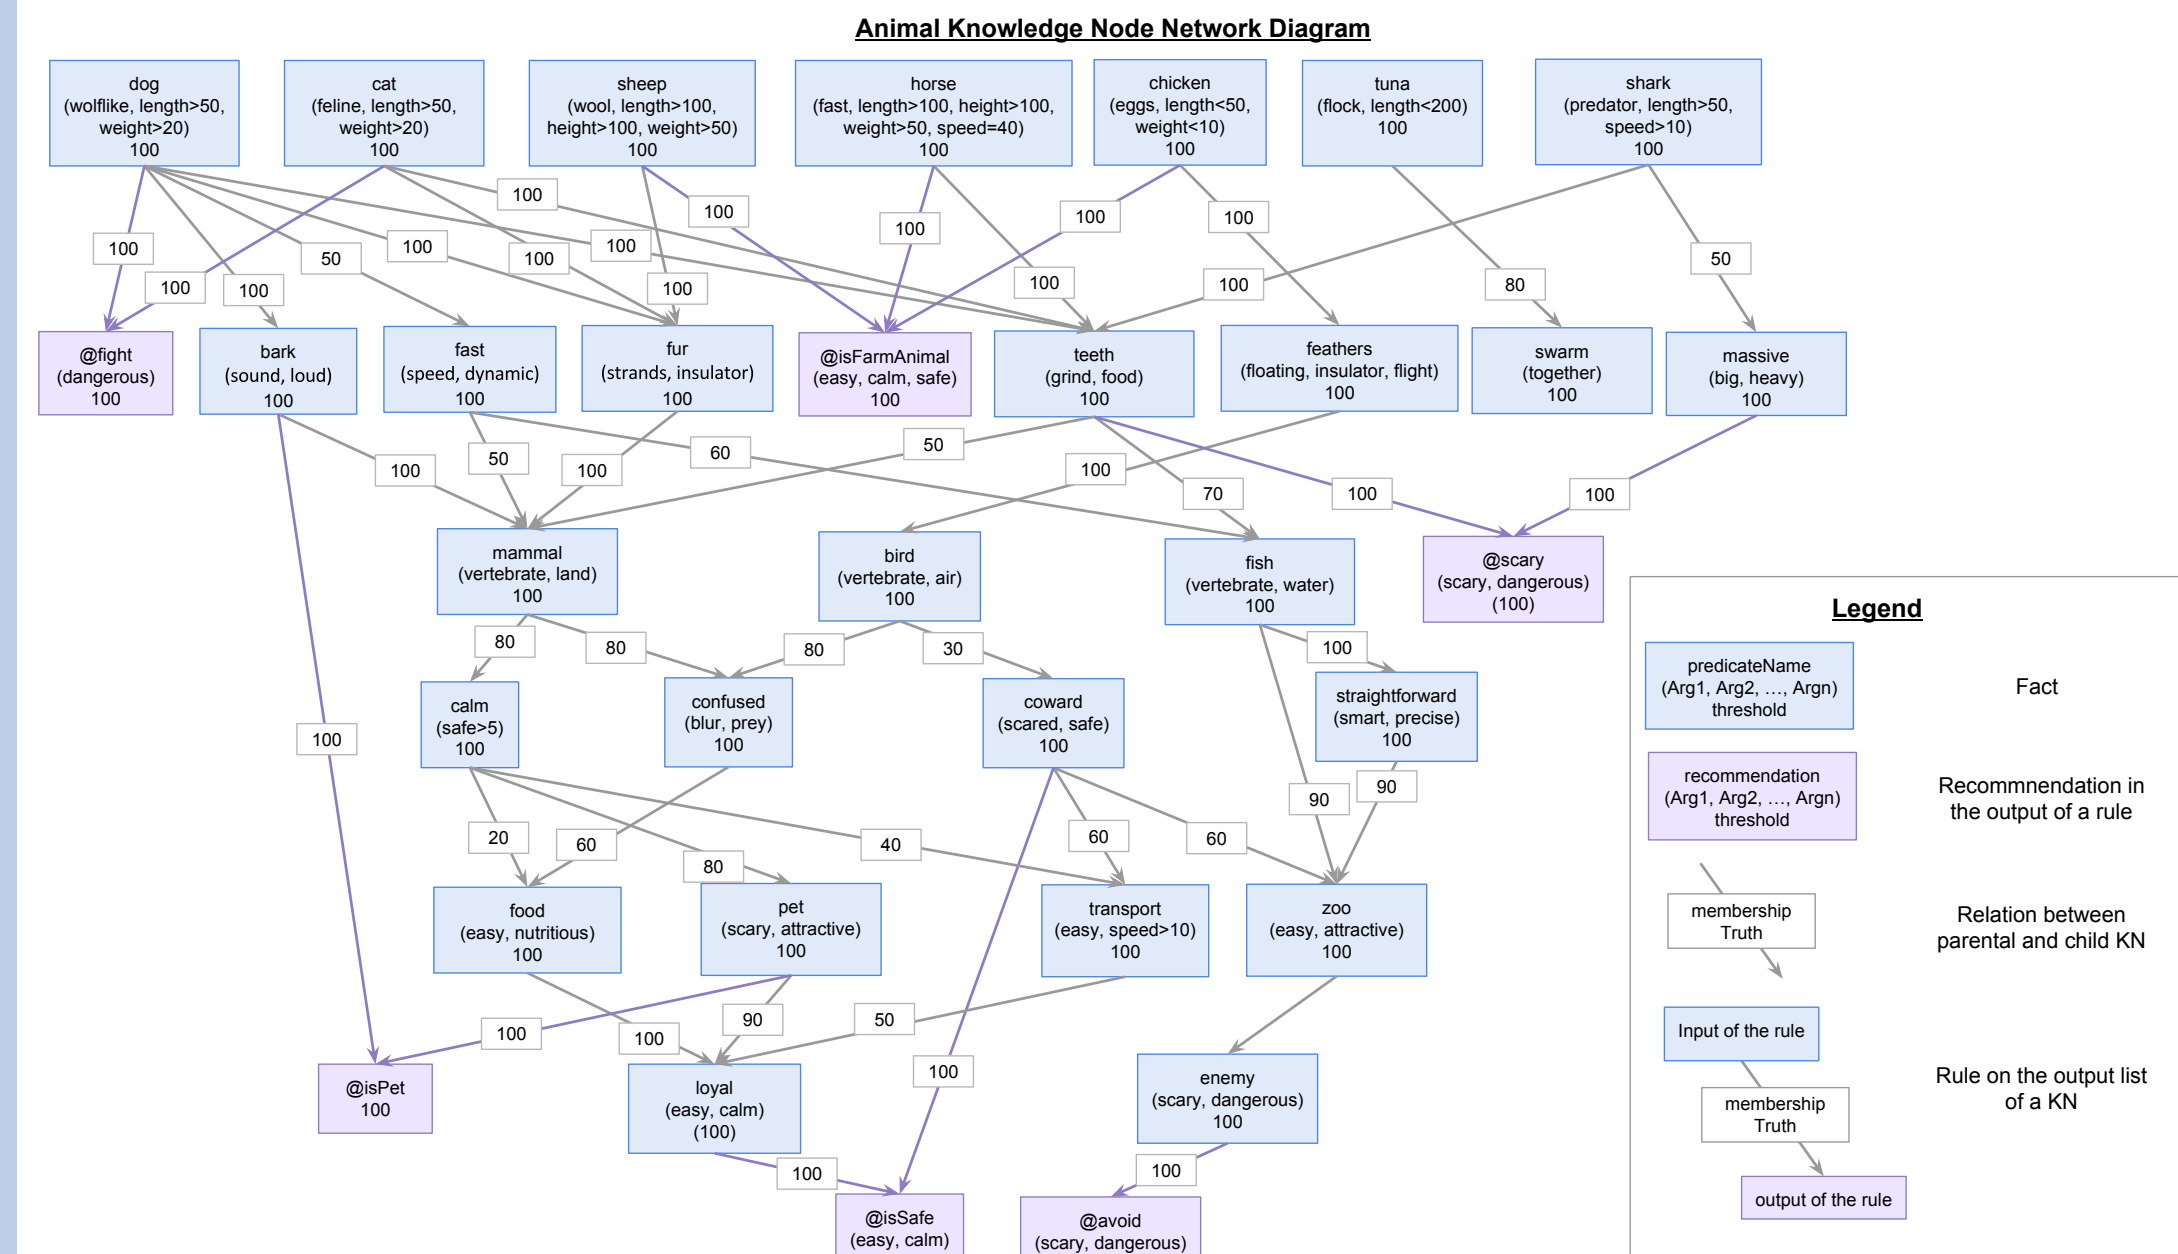 Animal Knowledge Node Network Diagram
dog
(wolflike, length>50,
weight>20)
100
cat
(feline, length>50,
weight>20)
100
sheep
(wool, length>100,
height>100, weight>50)
100
horse
(fast, length>100, height>100,
weight>50, speed=40)
100
chicken
(eggs, length<50,
weight<10)
100
tuna
(flock, length<200)
100
shark
(predator, length>50,
speed>10)
100
100
100
100
100
100
100
50
100
100
100
50
100
100
100
100
100
100
80
@fight
(dangerous)
100
bark
(sound, loud)
100
fast
(speed, dynamic)
100
fur
(strands, insulator)
100
@isFarmAnimal
(easy, calm, safe)
100
teeth
(grind, food)
100
feathers
(floating, insulator, flight)
100
swarm
(together)
100
massive
(big, heavy)
100
100
50
100
60
50
100
70
100
100
mammal
(vertebrate, land)
100
bird
(vertebrate, air)
100
fish
(vertebrate, water)
100
@scary
(scary, dangerous)
(100)
80
80
80
30
100
calm
(safe>5)
100
confused
(blur, prey)
100
coward
(scared, safe)
100
straightforward
(smart, precise)
100
100
20
60
80
40
60
60
90
90
food
(easy, nutritious)
100
pet
(scary, attractive)
100
transport
(easy, speed>10)
100
zoo
(easy, attractive)
100
100
100
90
50
100
@isPet
100
loyal
(easy, calm)
(100)
enemy
(scary, dangerous)
100
100
100
@isSafe
(easy, calm)
@avoid
(scary, dangerous)
Legend
predicateName
(Arg1, Arg2, …, Argn)
threshold
Fact
recommendation
(Arg1, Arg2, …, Argn)
threshold
Recommnendation in
the output of a rule
membership
Truth
Relation between
parental and child KN
Input of the rule
membership
Truth
output of the rule
Rule on the output list
of a KN